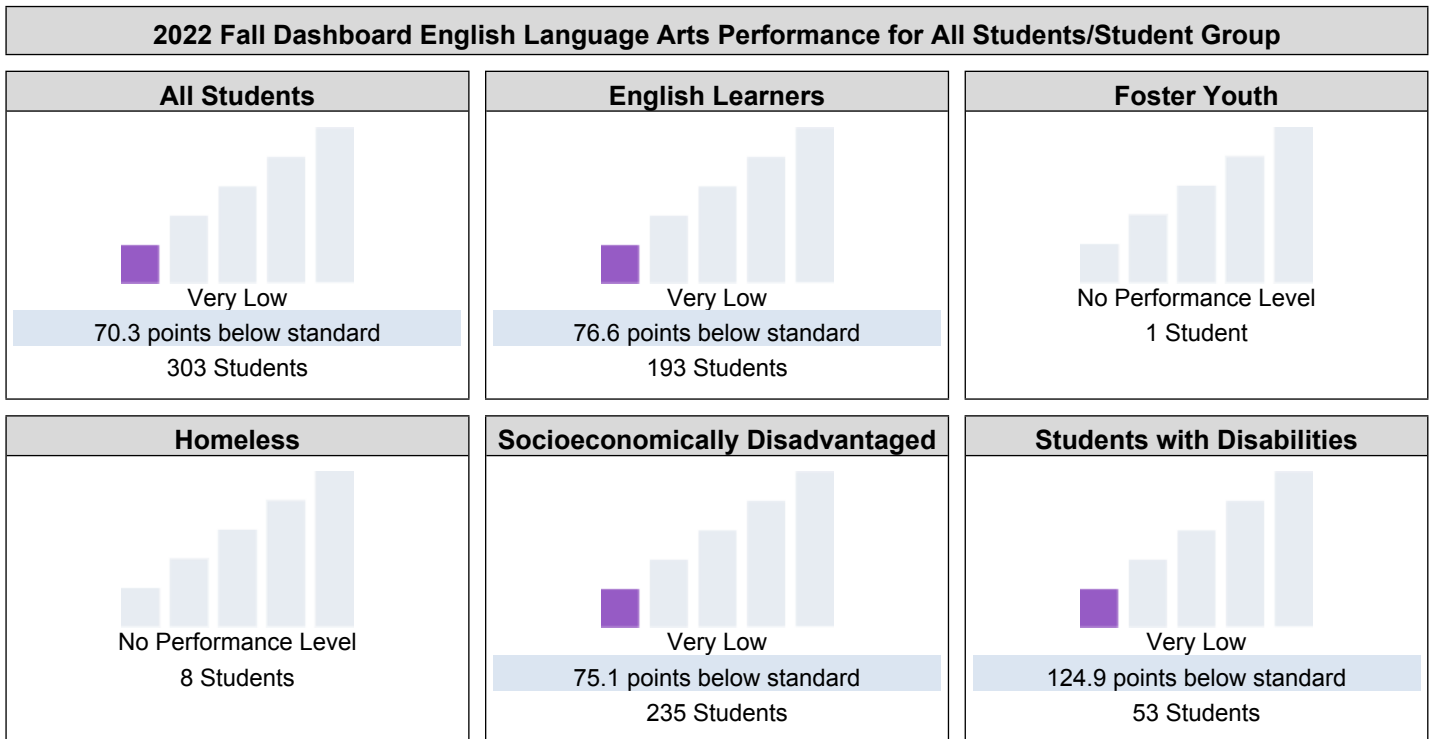 2022 Fall Dashboard English Language Arts Performance for All Students/Student Group
All Students
Very Low
70.3 points below standard
303 Students
English Learners
Very Low
76.6 points below standard
193 Students
Foster Youth
No Performance Level
1 Student
Homeless
No Performance Level
8 Students
Socioeconomically Disadvantaged
Very Low
75.1 points below standard
235 Students
Students with Disabilities
Very Low
124.9 points below standard
53 Students